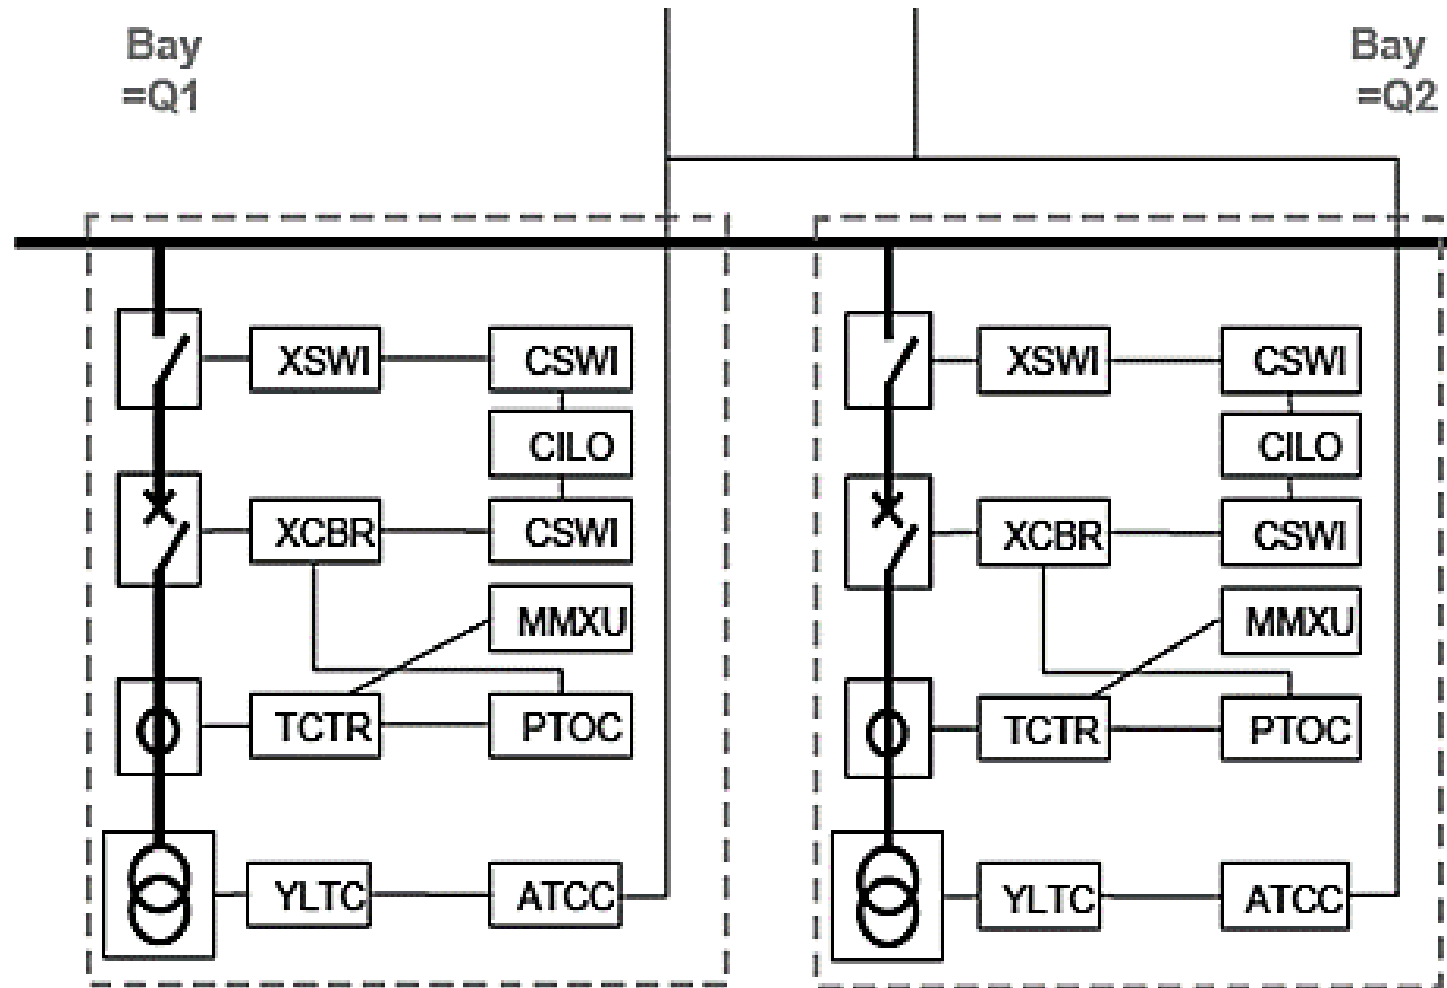 Bay
=Q1
Bay
=Q2
XSWI
CSWI
CILO
XCBR
CSWI
MMXU
TCTR
PTOC
YLTC
ATCC
XSWI
CSWI
CILO
XCBR
CSWI
MMXU
TCTR
PTOC
YLTC
ATCC